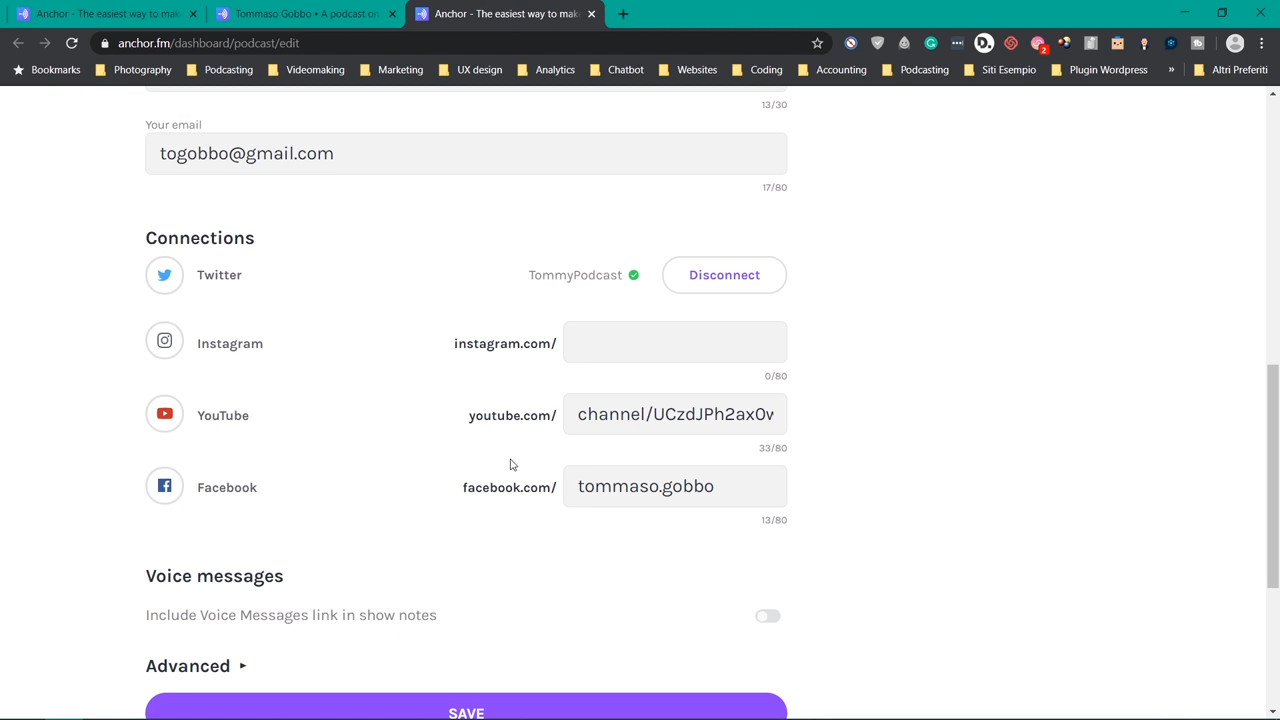 Anchor - The easiest way to mak
Tommaso Gobbo • A podcast on
Anchor - The easiest way to mak
anchor.fm/dashboard/podcast/edit
2
Bookmarks
Photography
Podcasting
Videomaking
Marketing
UX design
Analytics
Chatbot
Websites
Coding
Accounting
Podcasting
Siti Esempio
Plugin Wordpress
»
Altri Preferiti
13/30
Your email
togobbo@gmail.com
17/80
Connections
Twitter
TommyPodcast
Disconnect
Instagram
instagram.com/
0/80
YouTube
youtube.com/
channel/UCzdJPh2ax0v
33/80
Facebook
facebook.com/
tommaso.gobbo
13/80
Voice messages
Include Voice Messages link in show notes
Advanced
SAVE